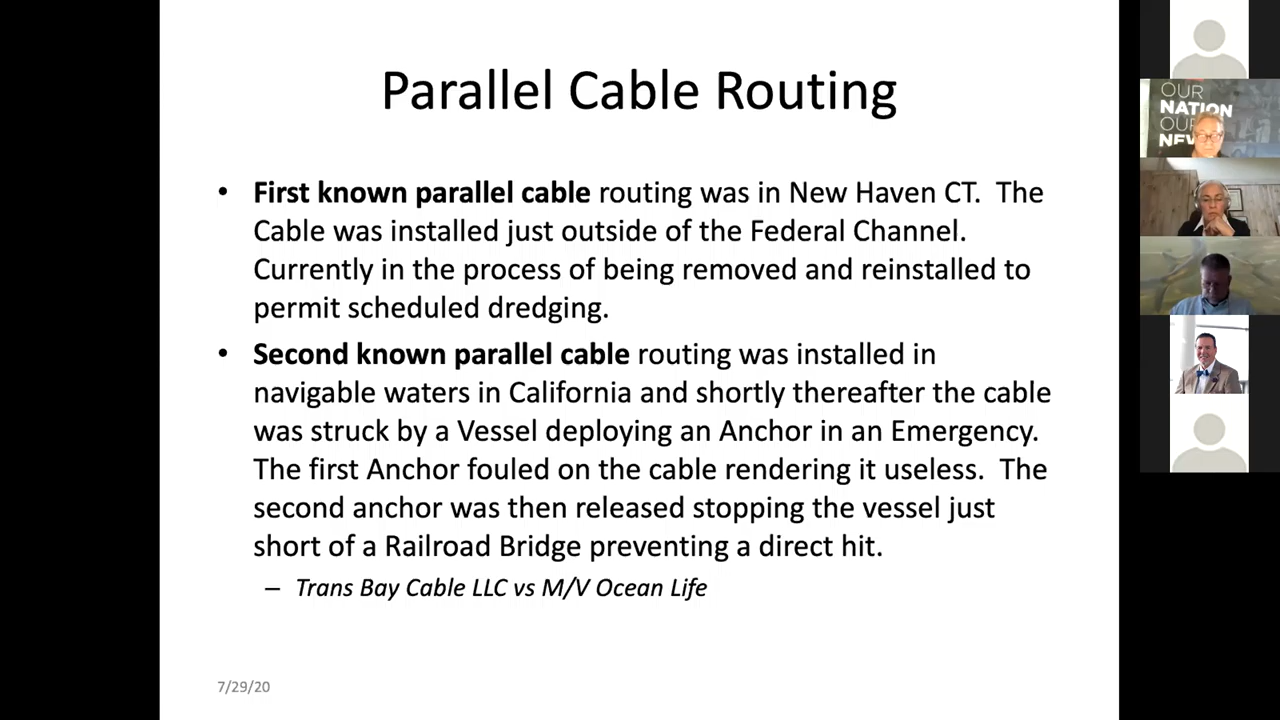 Parallel Cable Routing
• First known parallel cable routing was in New Haven CT.  The
Cable was installed just outside of the Federal Channel.
Currently in the process of being removed and reinstalled to
permit scheduled dredging.
• Second known parallel cable routing was installed in
navigable waters in California and shortly thereafter the cable
was struck by a Vessel deploying an Anchor in an Emergency.
The first Anchor fouled on the cable rendering it useless.  The
second anchor was then released stopping the vessel just
short of a Railroad Bridge preventing a direct hit.
– Trans Bay Cable LLC vs M/V Ocean Life
7/29/20
OUR
NATION